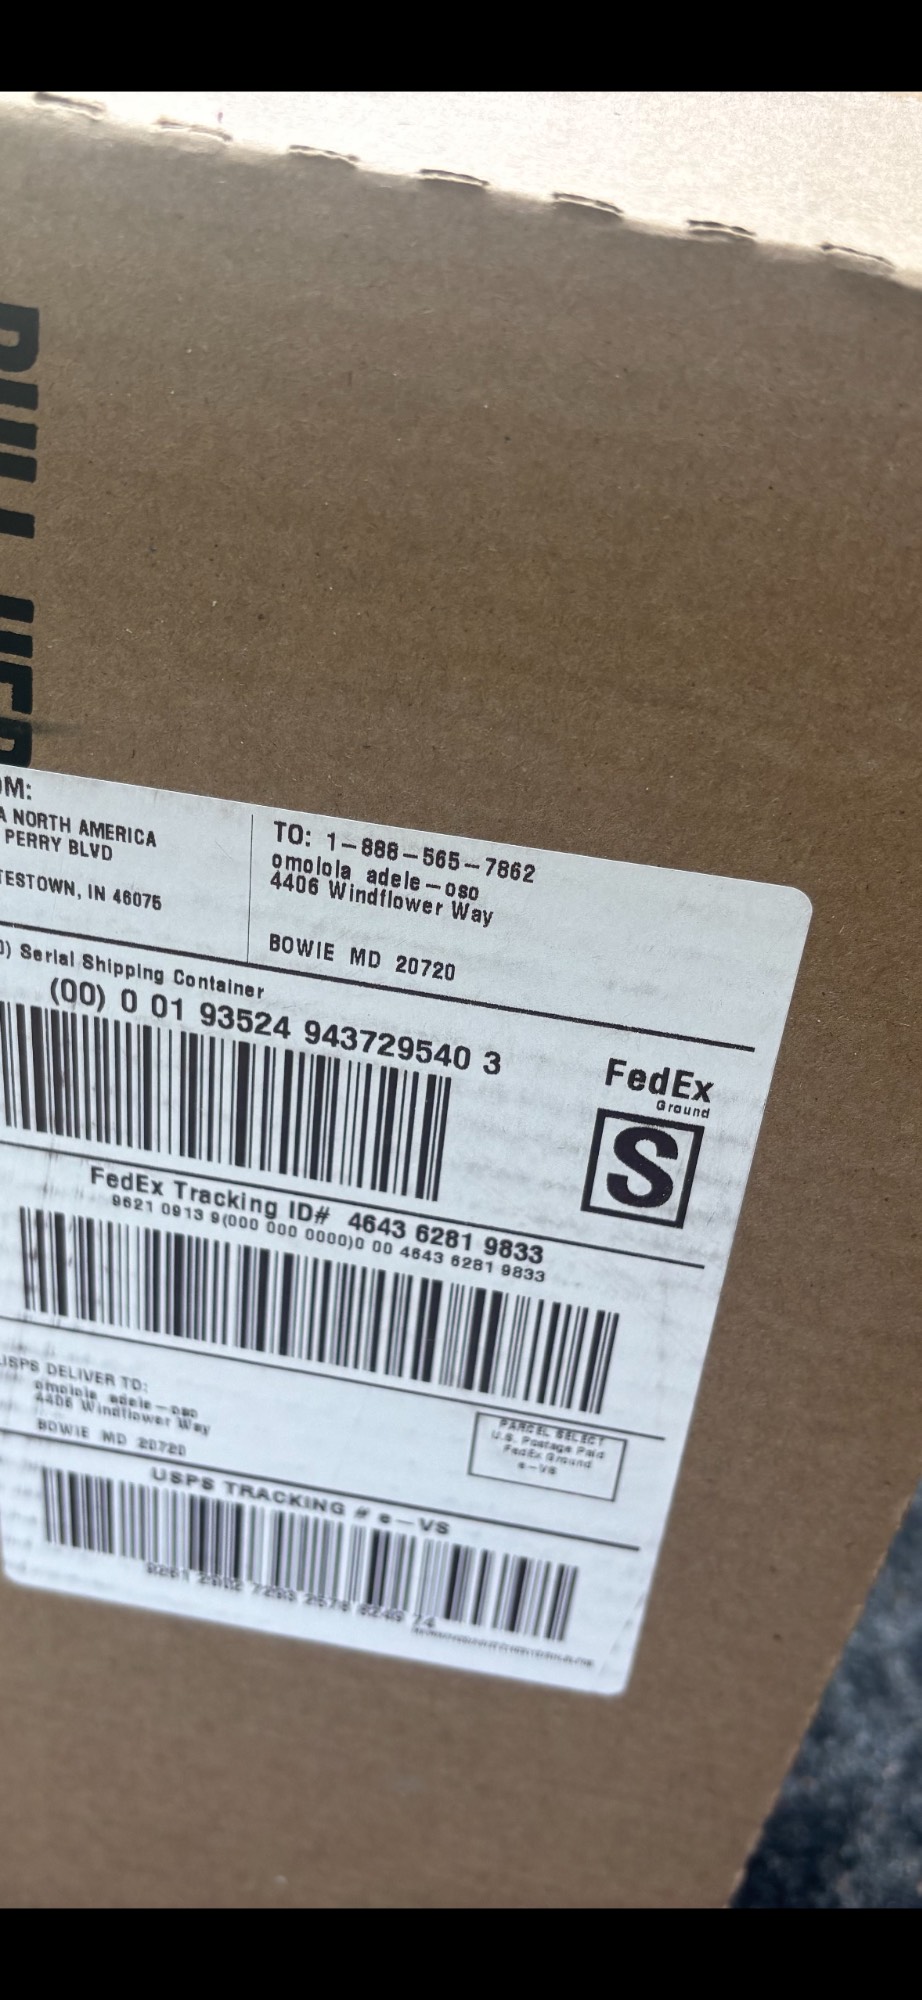 M:
A NORTH AMERICA
PERRY BLVD
TESTOWN, IN 46075
TO: 1-888-565-7862
omolola adele-oso
4406 Windflower Way
BOWIE MD 20720
0) Serial Shipping Container
(00) 0 01 93524 943729540 3
FedEx
Ground
S
FedEx Tracking ID# 4643 6281 9833
9621 0913 9(000 000 0000)0 00 4643 6281 9833
USPS DELIVER TO:
omolola adele-oso
4406 Windflower Way
BOWIE MD 20720
PARCEL SELECT
U.S. Postage Paid
FedEx Ground
e-VS
USPS TRACKING # e-VS